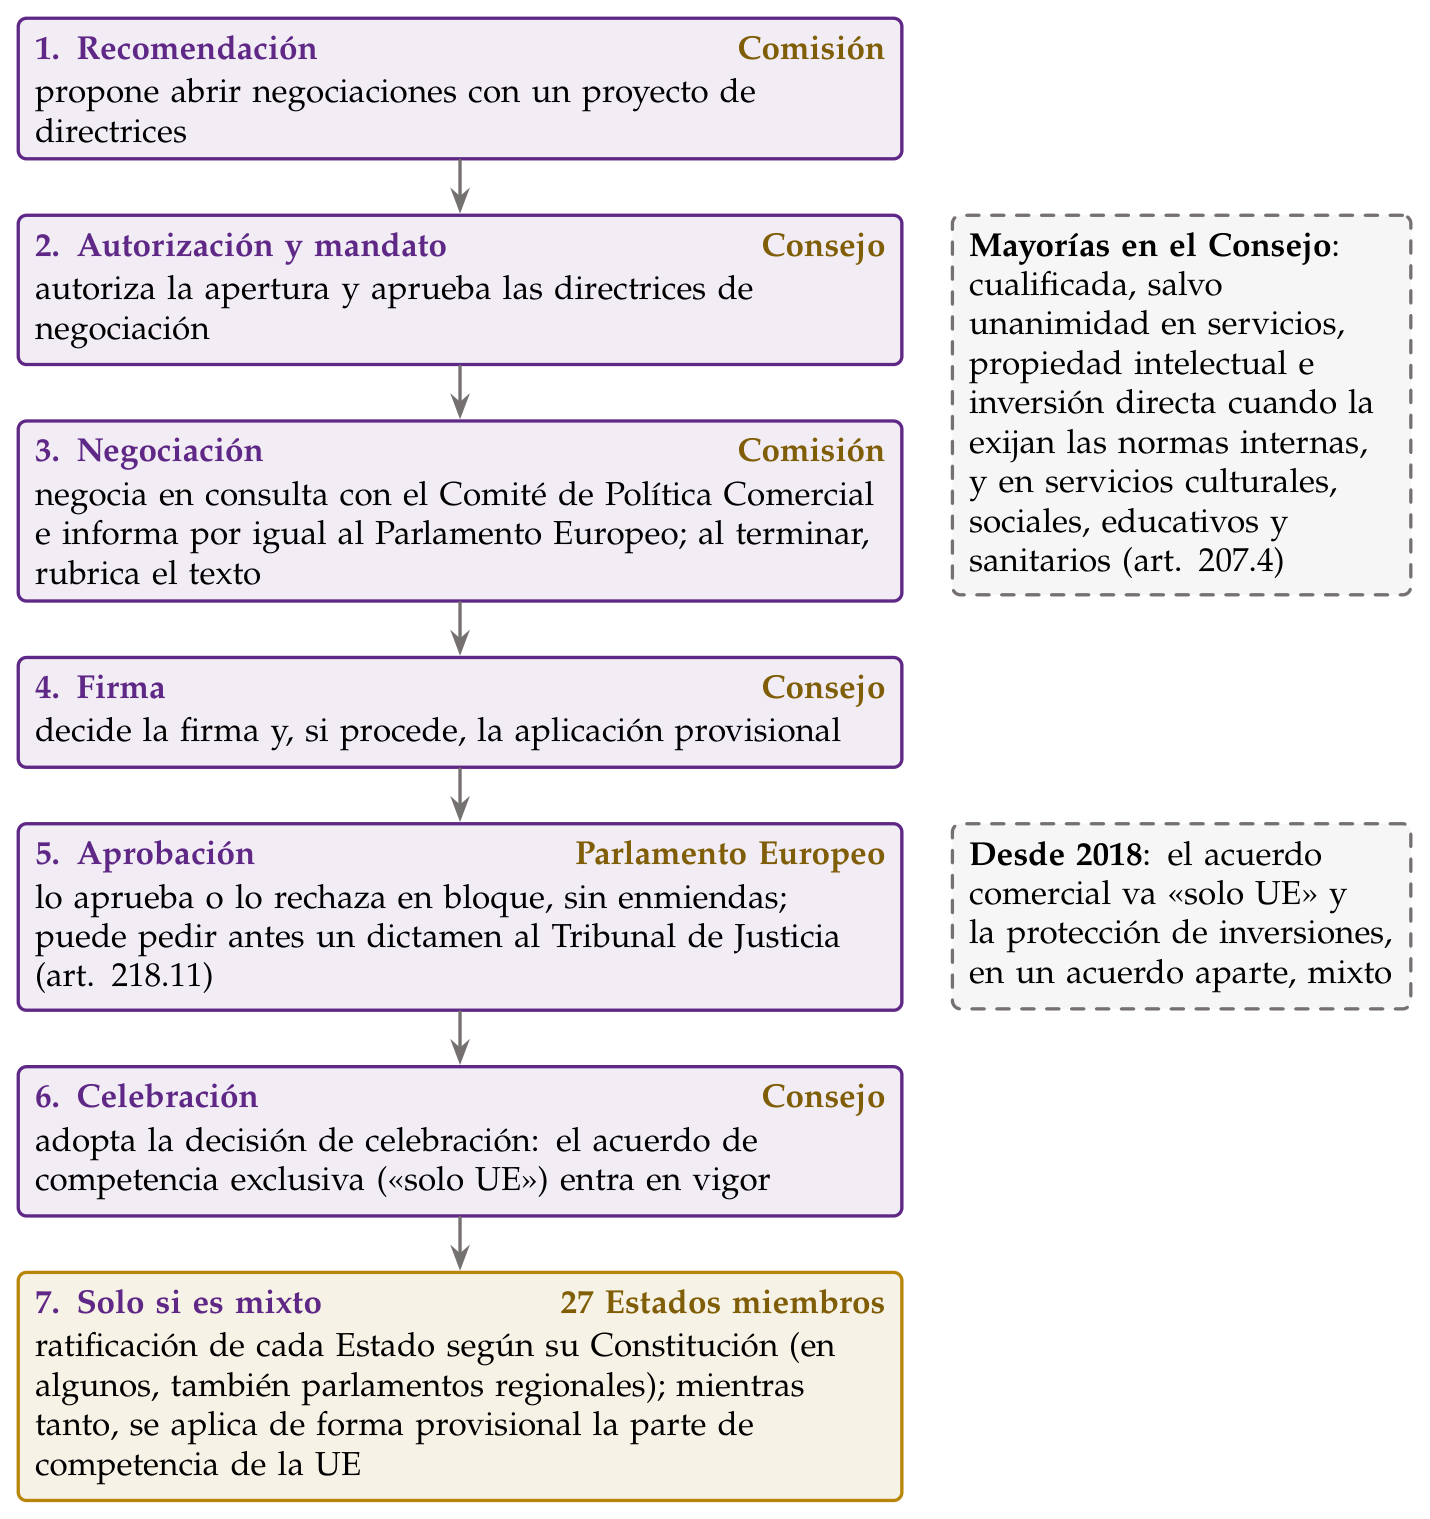 1. Recomendación Comisión
propone abrir negociaciones con un proyecto de
directrices
2. Autorización y mandato Consejo
autoriza la apertura y aprueba las directrices de
negociación
Mayorías en el Consejo:
cualificada, salvo
unanimidad en servicios,
propiedad intelectual e
inversión directa cuando la
exijan las normas internas,
y en servicios culturales,
sociales, educativos y
sanitarios (art. 207.4)
3. Negociación Comisión
negocia en consulta con el Comité de Política Comercial
e informa por igual al Parlamento Europeo; al terminar,
rubrica el texto
4. Firma Consejo
decide la firma y, si procede, la aplicación provisional
5. Aprobación Parlamento Europeo
lo aprueba o lo rechaza en bloque, sin enmiendas;
puede pedir antes un dictamen al Tribunal de Justicia
(art. 218.11)
Desde 2018: el acuerdo
comercial va «solo UE» y
la protección de inversiones,
en un acuerdo aparte, mixto
6. Celebración Consejo
adopta la decisión de celebración: el acuerdo de
competencia exclusiva («solo UE») entra en vigor
7. Solo si es mixto 27 Estados miembros
ratificación de cada Estado según su Constitución (en
algunos, también parlamentos regionales); mientras
tanto, se aplica de forma provisional la parte de
competencia de la UE